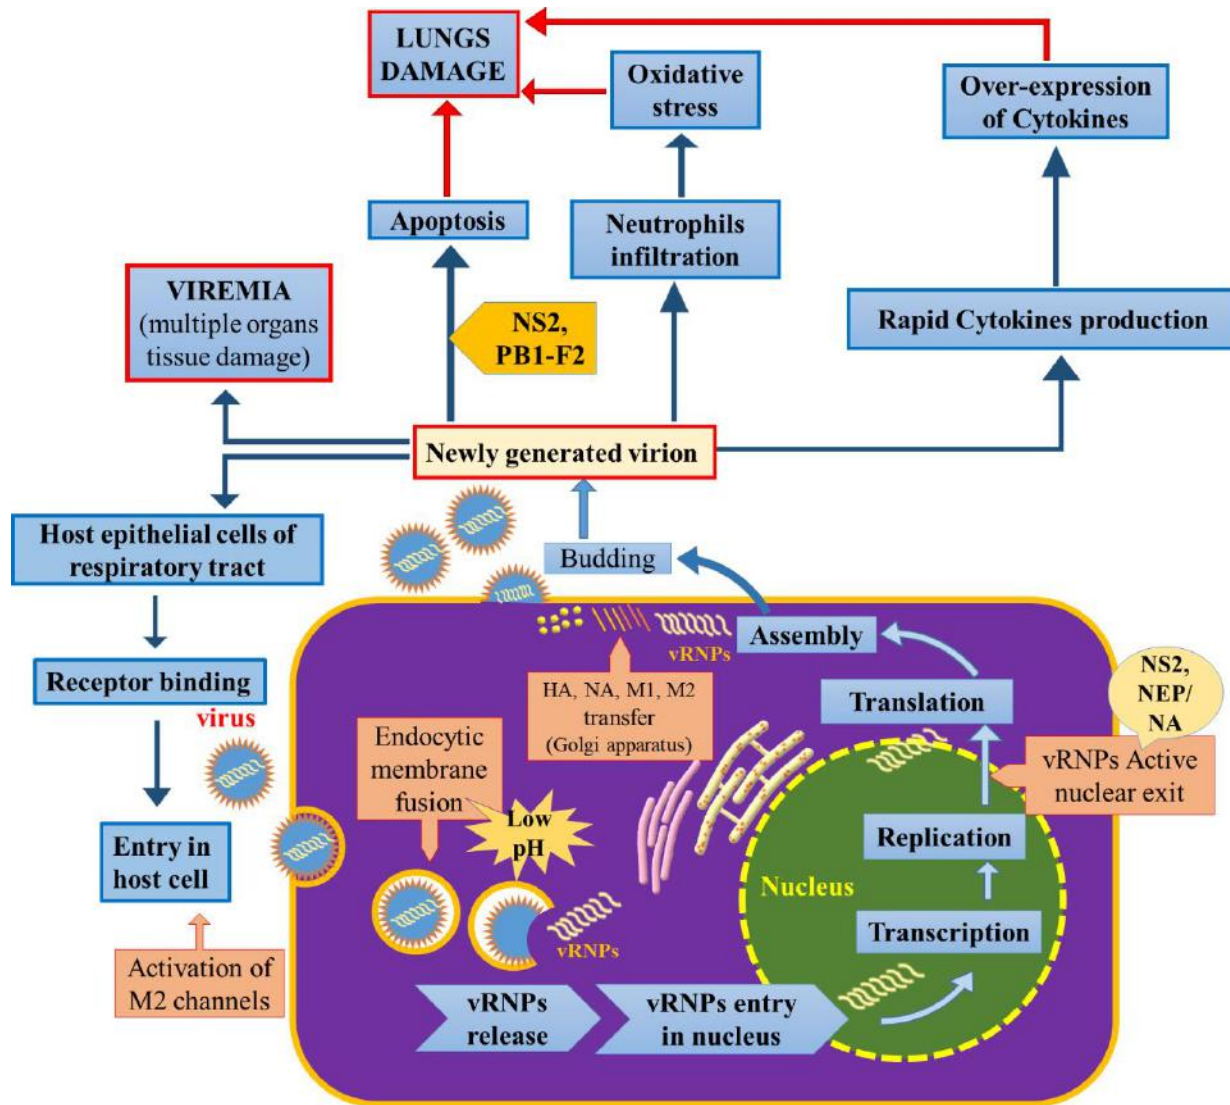 LUNGS
DAMAGE
Oxidative
stress
Over-expression
of Cytokines
Apoptosis
Neutrophils
infiltration
VIREMIA
(multiple organs
tissue damage)
NS2,
PB1-F2
Rapid Cytokines production
Newly generated virion
Host epithelial cells of
respiratory tract
Budding
Receptor binding
virus
Entry in
host cell
Activation of
M2 channels
vRNPs
Assembly
HA, NA, M1, M2
transfer
(Golgi apparatus)
Translation
NS2,
NEP/
NA
vRNPs Active
nuclear exit
Endocytic
membrane
fusion
Low
pH
vRNPs
Replication
Nucleus
Transcription
vRNPs
release
vRNPs entry
in nucleus